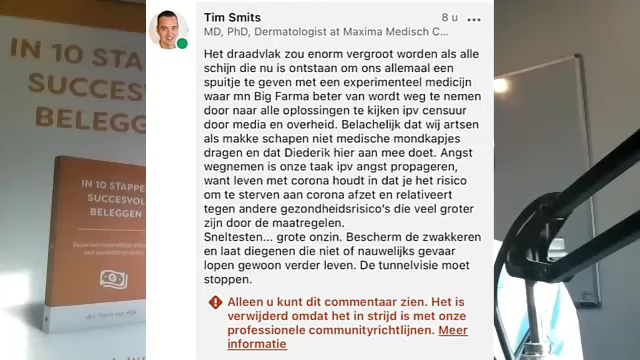 IN 10 STAPP
SUCCES
BELEGG
IN 10 STAPPE
SUCCESVOL
BELEGGEN
Tim Smits
8 u
MD, PhD, Dermatologist at Maxima Medisch C...
Het draadvlak zou enorm vergroot worden als alle
schijn die nu is ontstaan om ons allemaal een
spuitje te geven met een experimenteel medicijn
waar mn Big Farma beter van wordt weg te nemen
door naar alle oplossingen te kijken ipv censuur
door media en overheid. Belachelijk dat wij artsen
als makke schapen niet medische mondkapjes
dragen en dat Diederik hier aan mee doet. Angst
wegnemen is onze taak ipv angst propageren,
want leven met corona houdt in dat je het risico
om te sterven aan corona afzet en relativeert
tegen andere gezondheidsrisico's die veel groter
zijn door de maatregelen.
Sneltesten... grote onzin. Bescherm de zwakkeren
en laat diegenen die niet of nauwelijks gevaar
lopen gewoon verder leven. De tunnelvisie moet
stoppen.
Alleen u kunt dit commentaar zien. Het is
verwijderd omdat het in strijd is met onze
professionele communityrichtlijnen. Meer
informatie